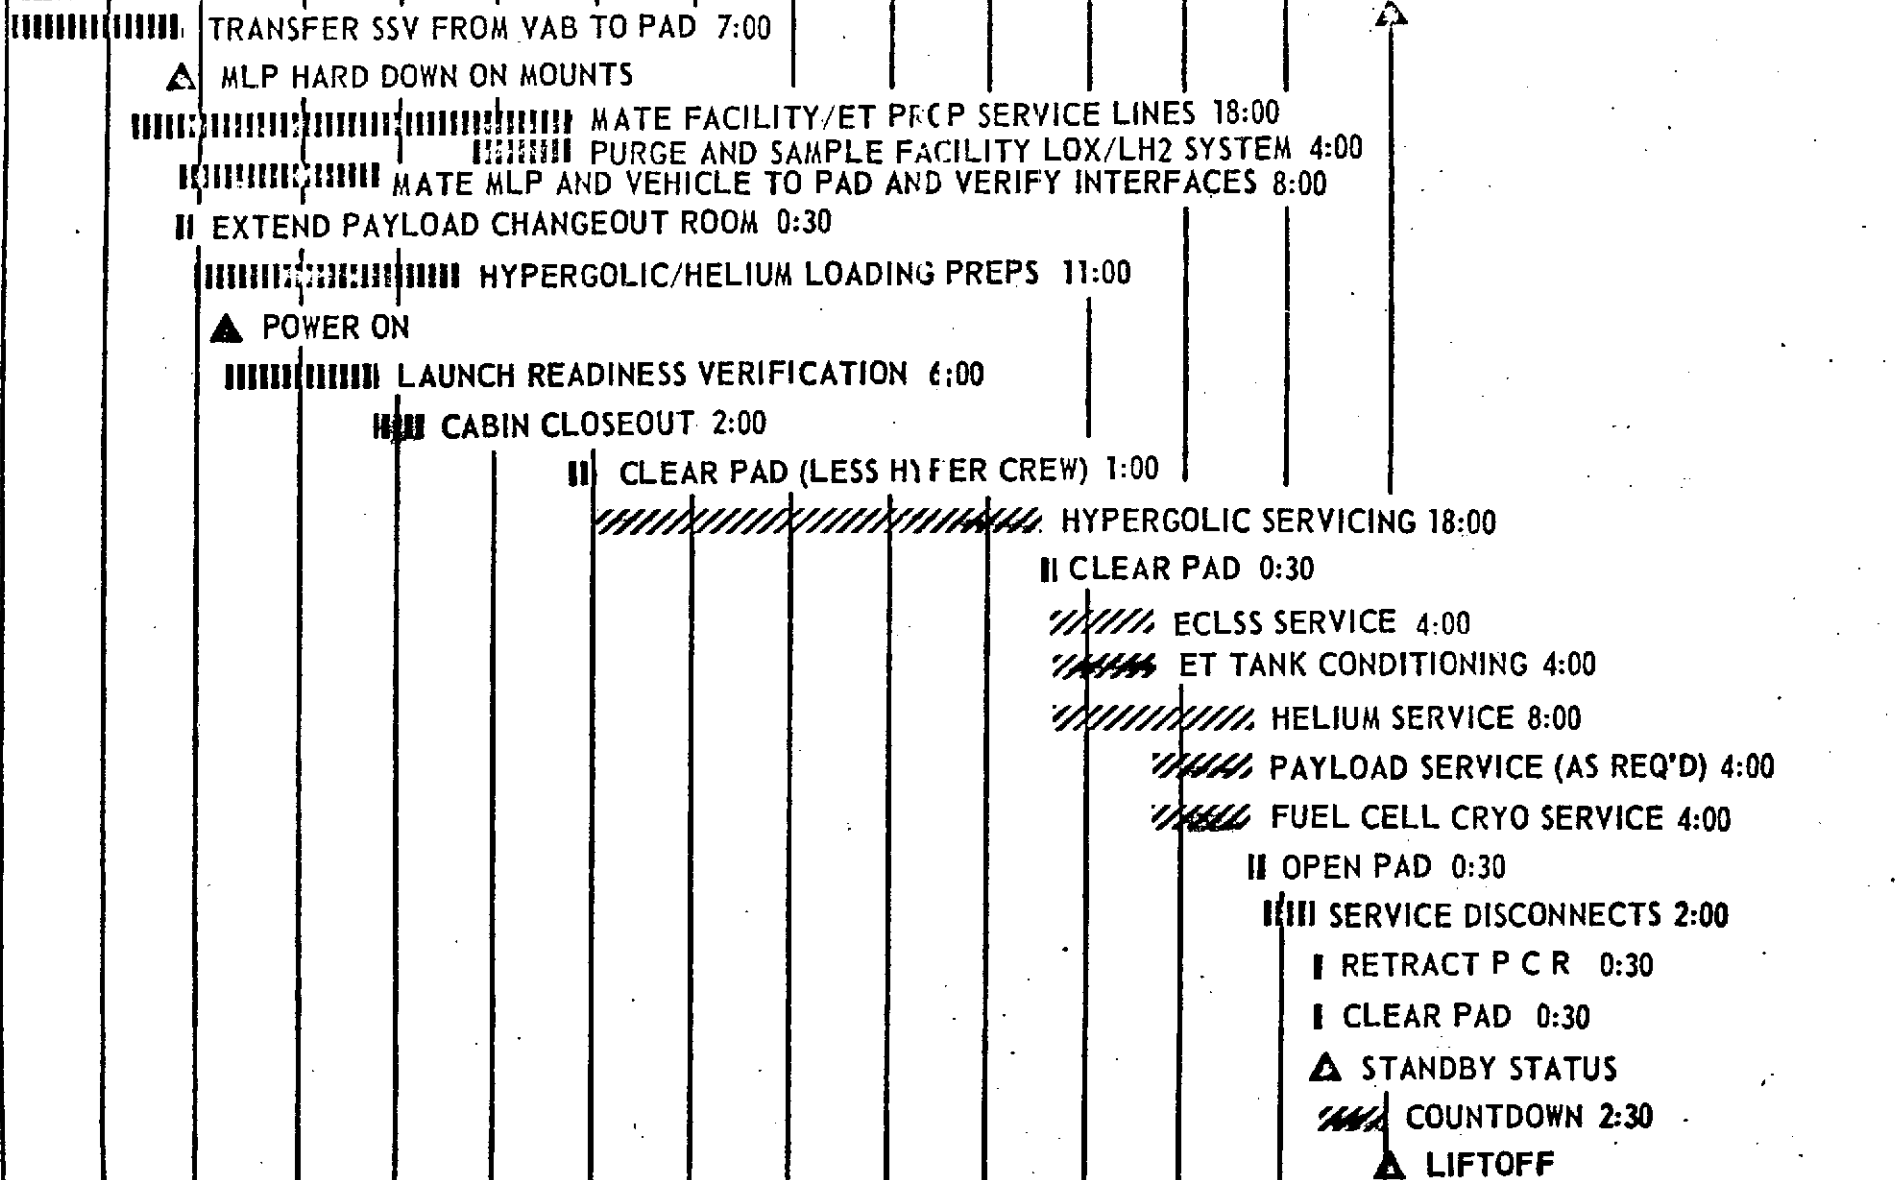 TRANSFER SSV FROM VAB TO PAD 7:00
MLP HARD DOWN ON MOUNTS
MATE FACILITY/ET PROP SERVICE LINES 18:00
PURGE AND SAMPLE FACILITY LOX/LH2 SYSTEM 4:00
MATE MLP AND VEHICLE TO PAD AND VERIFY INTERFACES 8:00
EXTEND PAYLOAD CHANGEOUT ROOM 0:30
HYPERGOLIC/HELIUM LOADING PREPS 11:00
POWER ON
LAUNCH READINESS VERIFICATION 6:00
CABIN CLOSEOUT 2:00
CLEAR PAD (LESS HYPER CREW) 1:00
HYPERGOLIC SERVICING 18:00
CLEAR PAD 0:30
ECLSS SERVICE 4:00
ET TANK CONDITIONING 4:00
HELIUM SERVICE 8:00
PAYLOAD SERVICE (AS REQ'D) 4:00
FUEL CELL CRYO SERVICE 4:00
OPEN PAD 0:30
SERVICE DISCONNECTS 2:00
RETRACT P C R 0:30
CLEAR PAD 0:30
STANDBY STATUS
COUNTDOWN 2:30
LIFTOFF